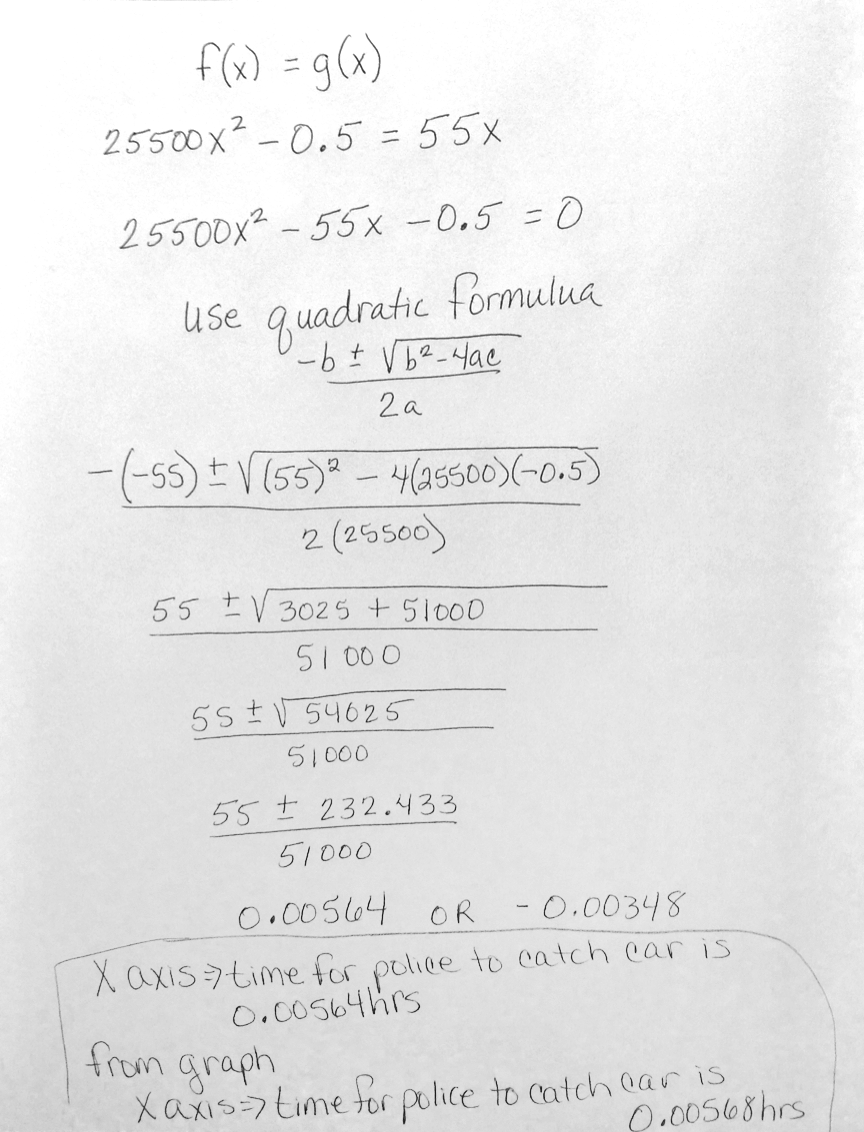 f(x) = g(x)
25500x² - 0.5 = 55x
25500x² - 55x - 0.5 = 0
use quadratic formulua
-b ± √b²-4ac
2a
-(-55) ± √(55)² - 4(25500)(-0.5)
2(25500)
55 ± √3025 + 51000
51000
55 ± √54025
51000
55 ± 232.433
51000
0.00564 OR - 0.00348
X axis ⇒ time for police to catch car is
0.00564hrs
from graph
X axis ⇒ time for police to catch car is
0.00568hrs